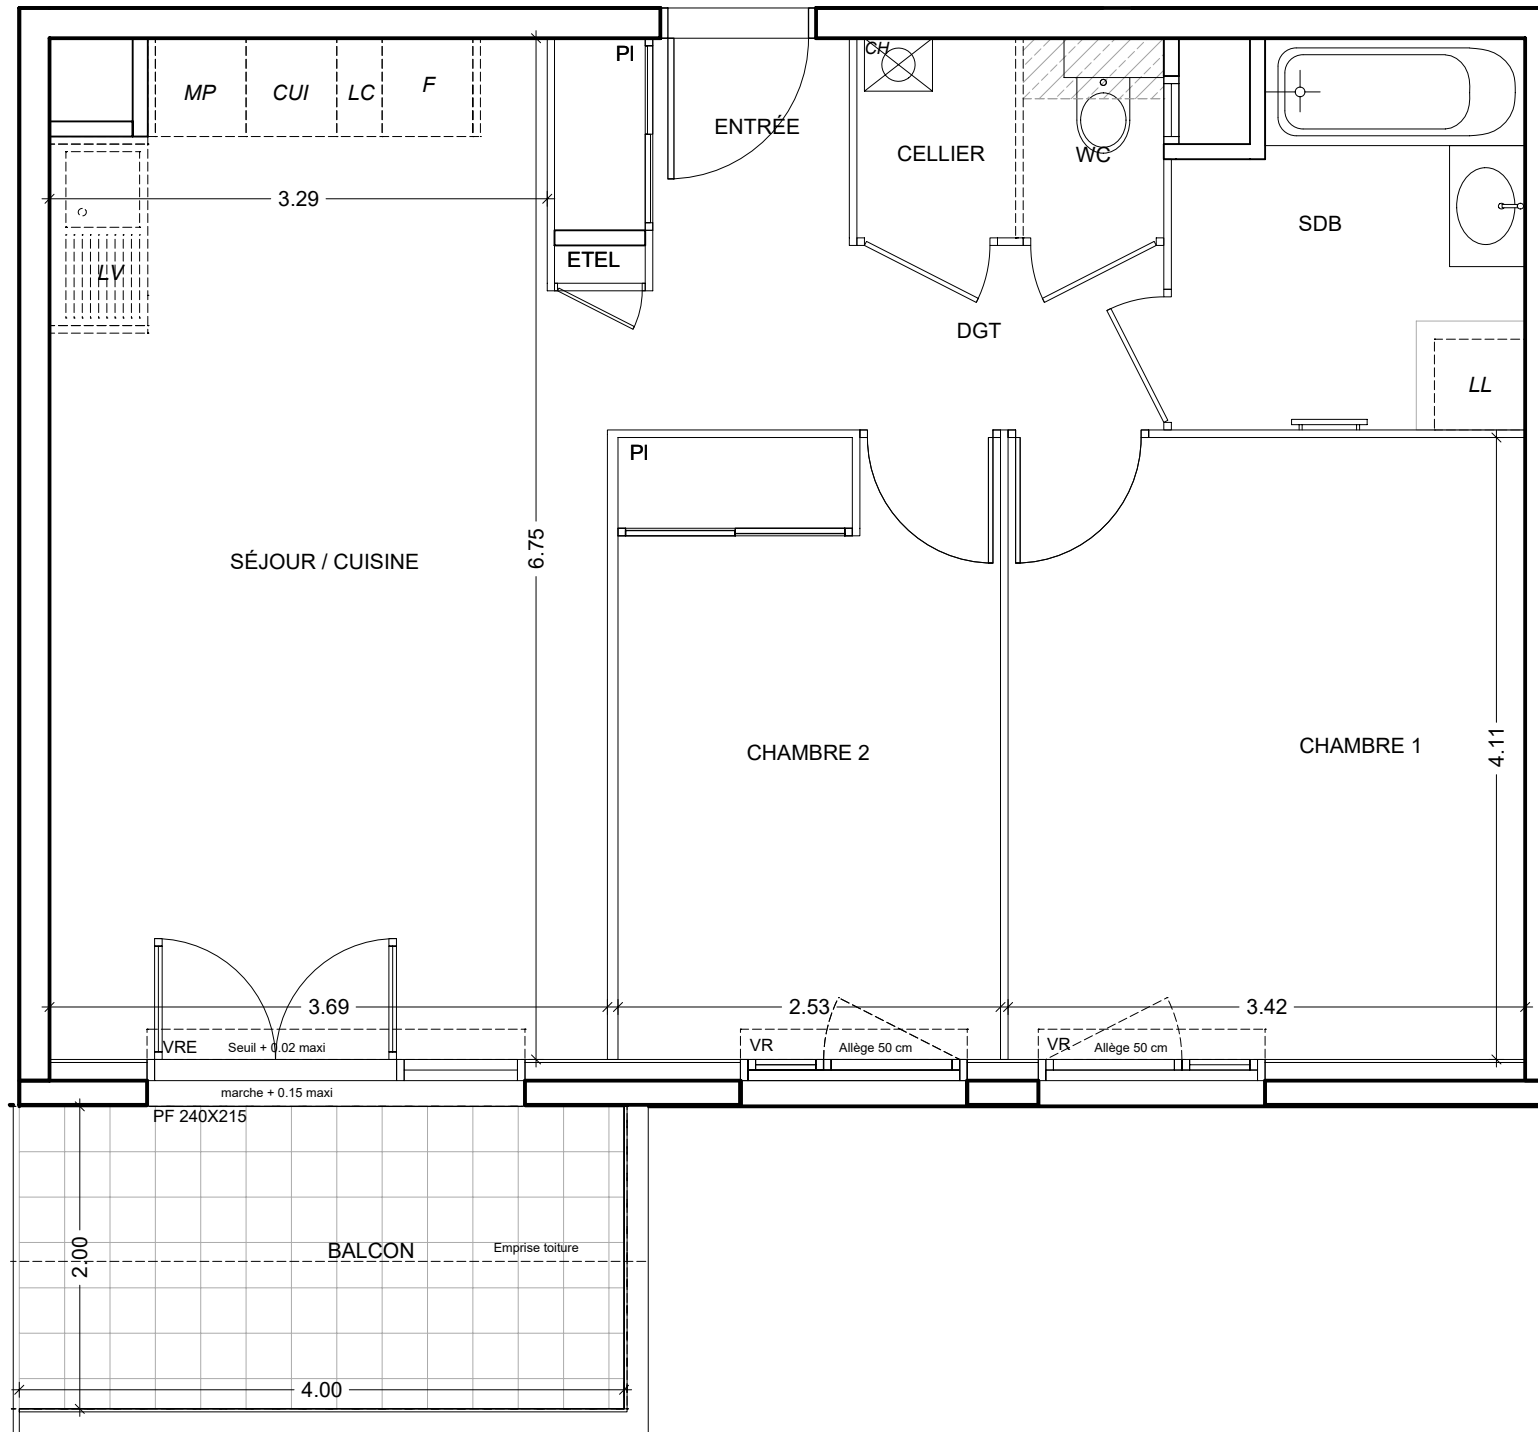 PI
CH
MP CUI LC F
ENTRÉE
CELLIER
WC
3.29
SDB
ETEL
LV
DGT
LL
PI
6.75
SÉJOUR / CUISINE
CHAMBRE 2
CHAMBRE 1
4.11
3.69
2.53
3.42
VRE
Seuil + 0.02 maxi
VR
Allège 50 cm
VR
Allège 50 cm
marche + 0.15 maxi
PF 240X215
2.00
BALCON
Emprise toiture
4.00